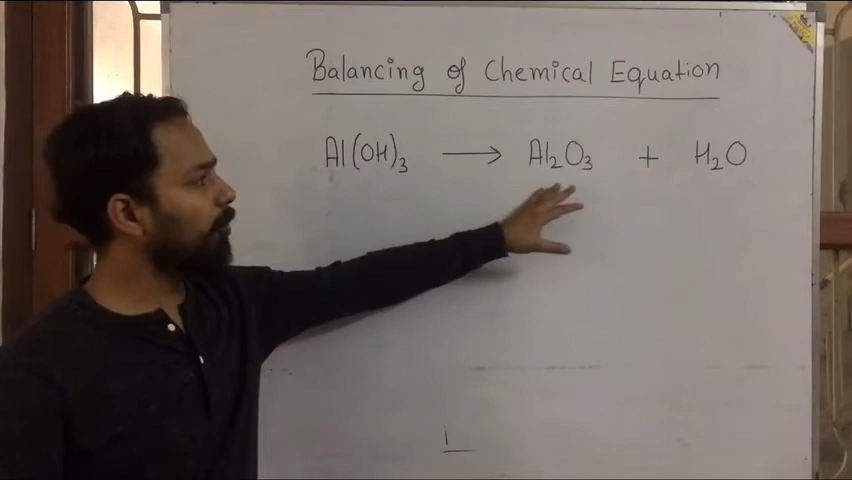 Balancing of Chemical Equation
Al(OH)₃ → Al₂O₃ + H₂O